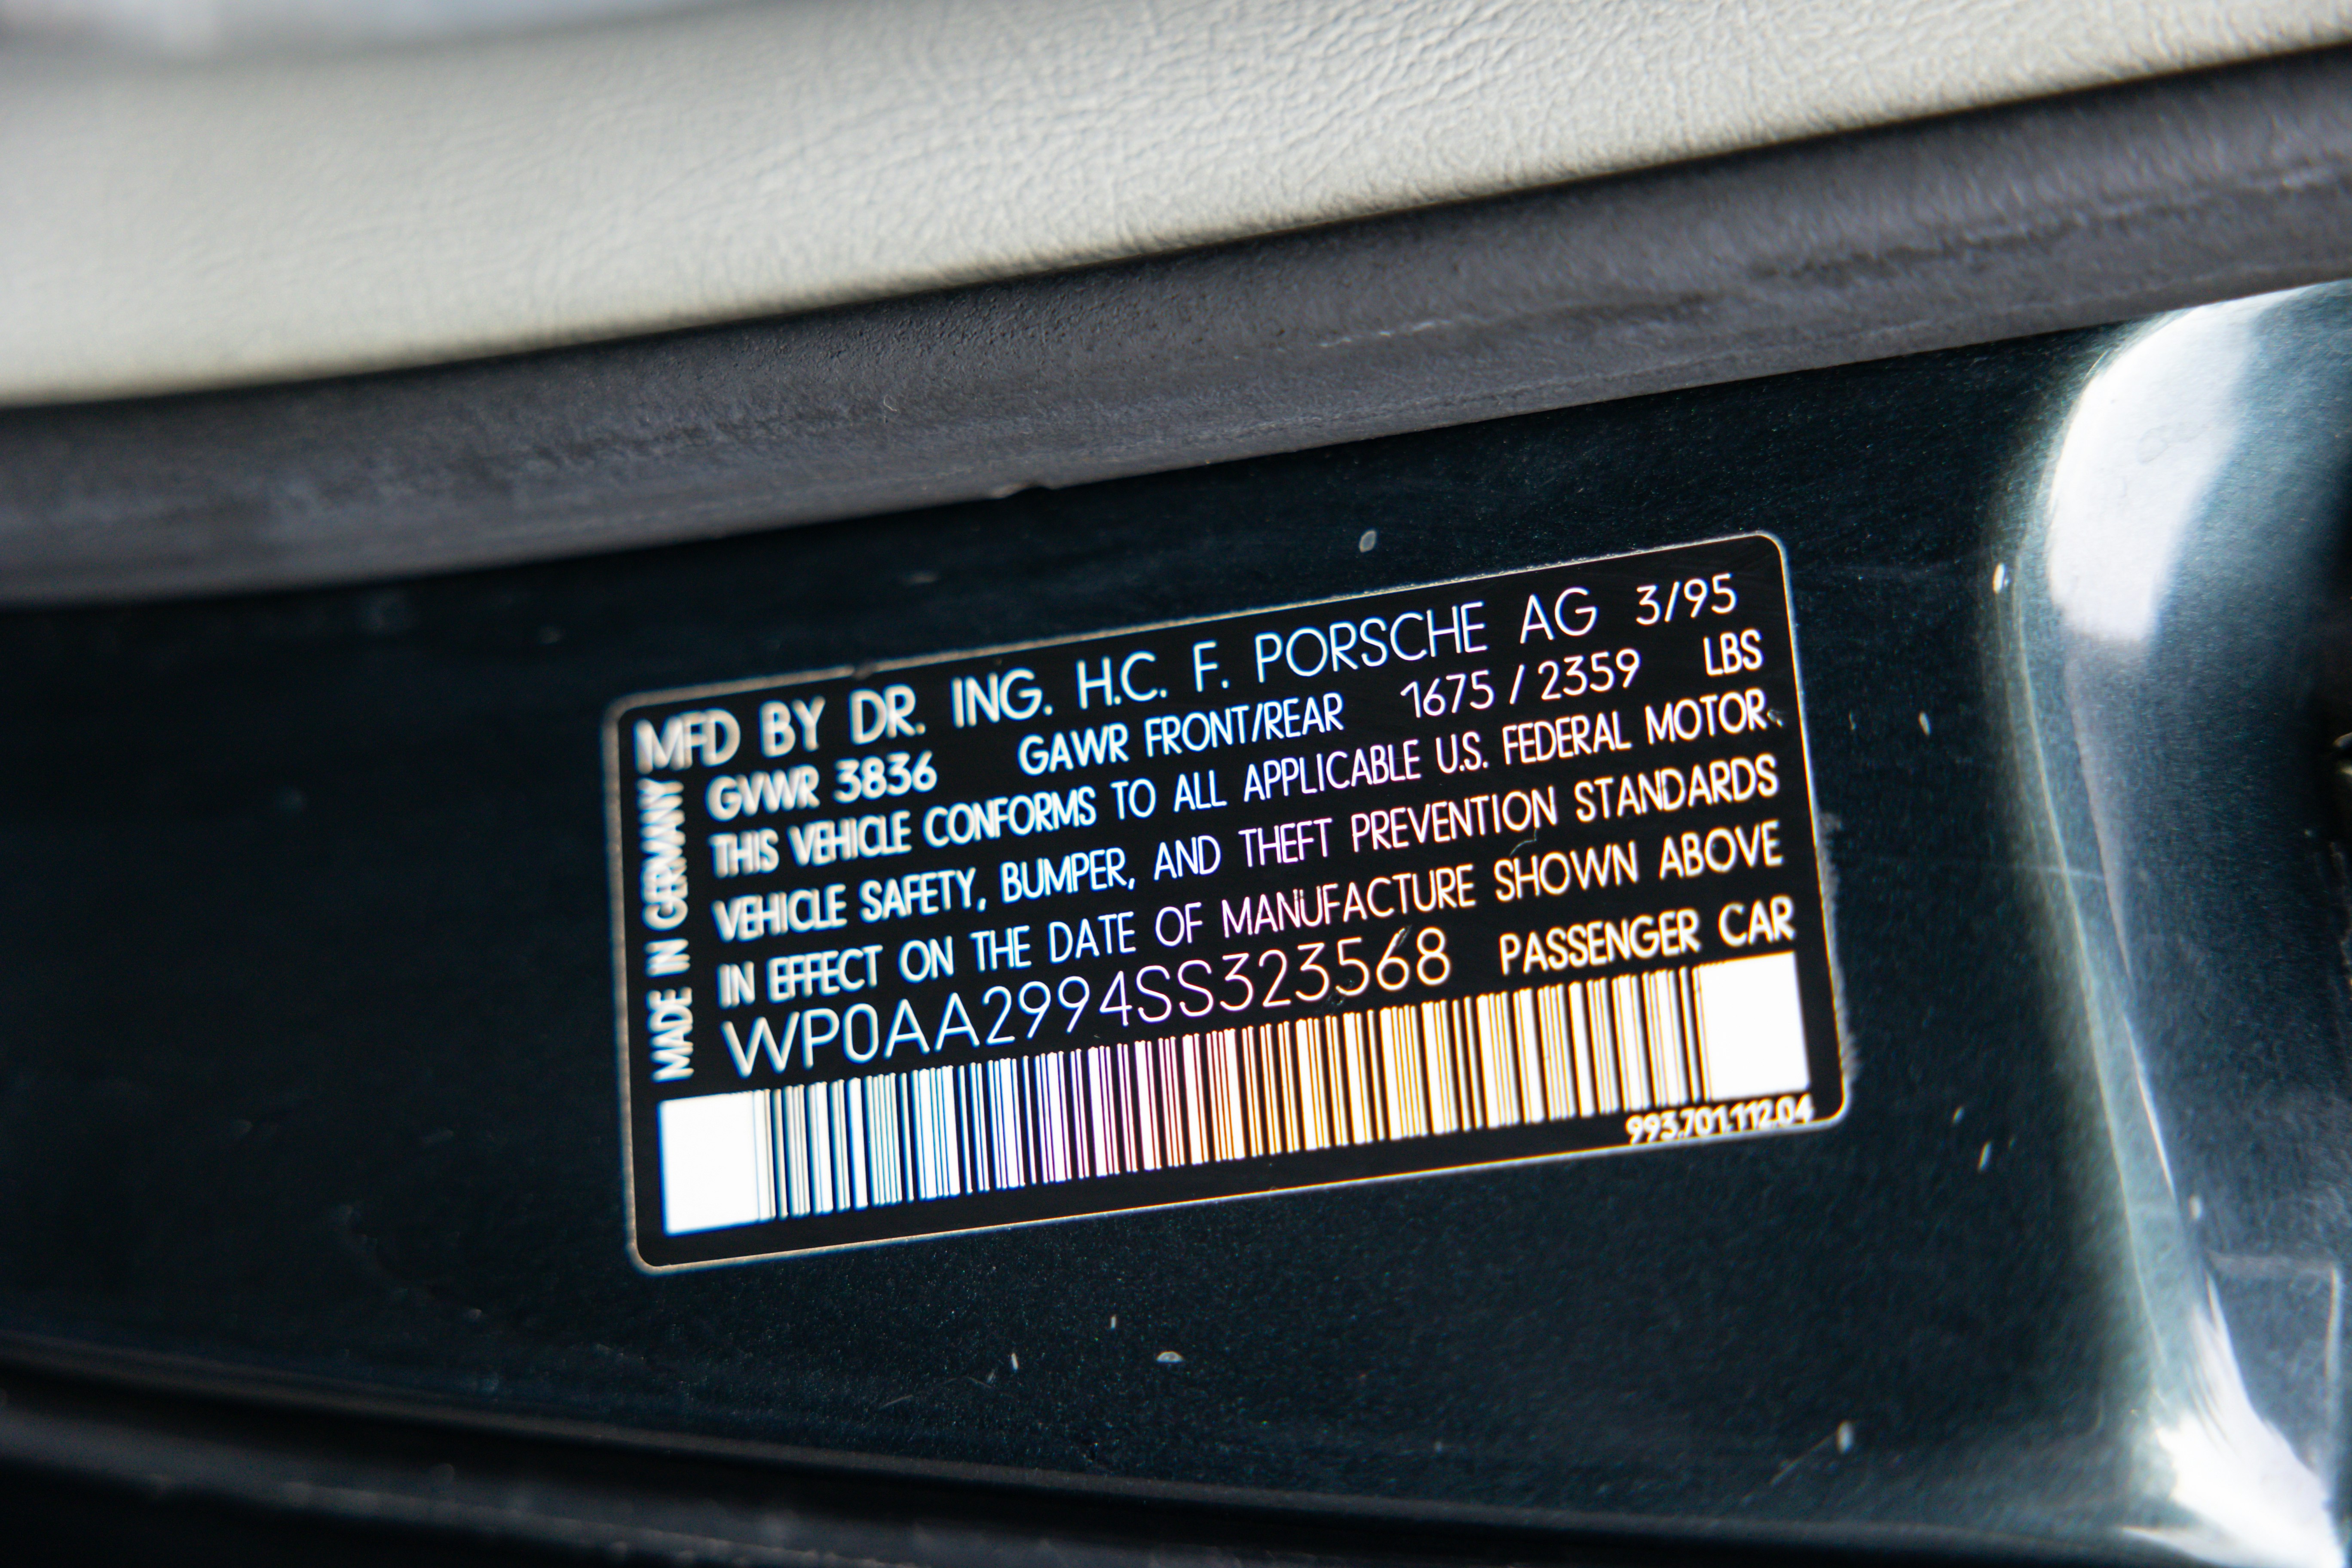 MFD BY DR. ING. H.C. F. PORSCHE AG 3/95
GVWR 3836 GAWR FRONT/REAR 1675 / 2359 LBS
THIS VEHICLE CONFORMS TO ALL APPLICABLE U.S. FEDERAL MOTOR
VEHICLE SAFETY, BUMPER, AND THEFT PREVENTION STANDARDS
IN EFFECT ON THE DATE OF MANUFACTURE SHOWN ABOVE
WP0AA2994SS323568 PASSENGER CAR
993.701.112.04
MADE IN GERMANY